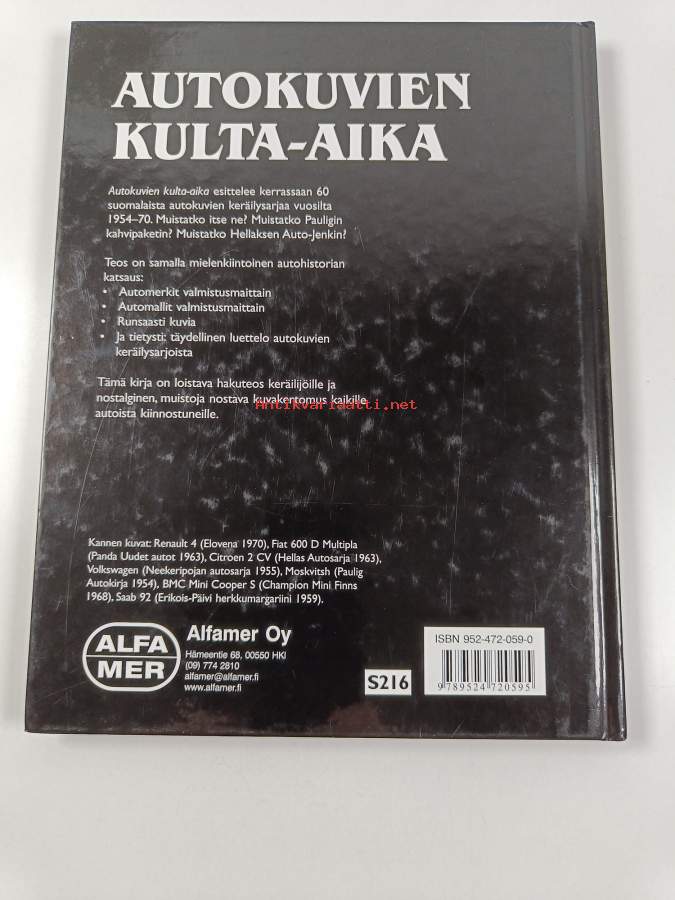 AUTOKUVIEN
KULTA-AIKA
Autokuvien kulta-aika esittelee kerrassaan 60
suomalaista autokuvien keräilysarjaa vuosilta
1954–70. Muistatko itse ne? Muistatko Pauligin
kahvipaketin? Muistatko Hellaksen Auto-Jenkin?
Teos on samalla mielenkiintoinen autohistorian
katsaus:
• Automerkit valmistusmaittain
• Automallit valmistusmaittain
• Runsaasti kuvia
• Ja tietysti: täydellinen luettelo autokuvien
keräilysarjoista
Tämä kirja on loistava hakuteos keräilijöille ja
nostalginen, muistoja nostava kuvakertomus kaikille
autoista kiinnostuneille.
Antikvariaatti.net
Kannen kuvat: Renault 4 (Elovena 1970), Fiat 600 D Multipla
(Panda Uudet autot 1963), Citroen 2 CV (Hellas Autosarja 1963),
Volkswagen (Neekeripojan autosarja 1955), Moskvitsh (Paulig
Autokirja 1954), BMC Mini Cooper S (Champion Mini Finns
1968), Saab 92 (Erikois-Päivi herkkumargariini 1959).
ALFA
MER
Alfamer Oy
Hämeentie 68, 00550 HKI
(09) 774 2810
alfamer@alfamer.fi
www.alfamer.fi
S216
ISBN 952-472-059-0
9 789524 720595